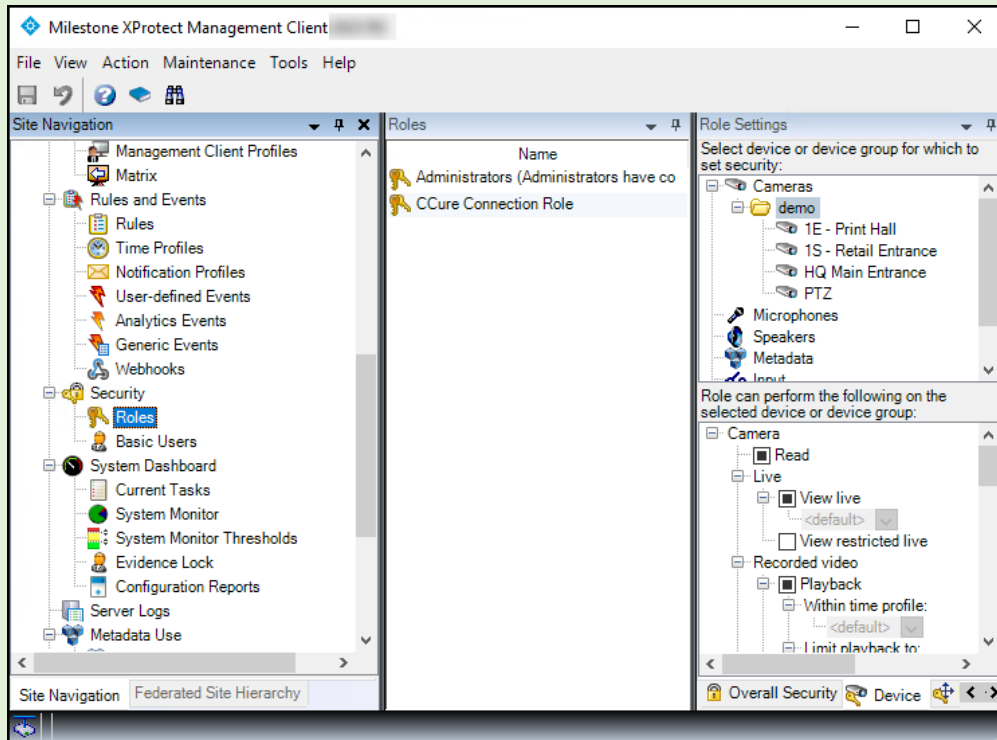 Milestone XProtect Management Client
File View Action Maintenance Tools Help
Site Navigation
Management Client Profiles
Matrix
Rules and Events
Rules
Time Profiles
Notification Profiles
User-defined Events
Analytics Events
Generic Events
Webhooks
Security
Roles
Basic Users
System Dashboard
Current Tasks
System Monitor
System Monitor Thresholds
Evidence Lock
Configuration Reports
Server Logs
Metadata Use
Site Navigation Federated Site Hierarchy
Roles
Name
Administrators (Administrators have co
CCure Connection Role
Role Settings
Select device or device group for which to
set security:
Cameras
demo
1E - Print Hall
1S - Retail Entrance
HQ Main Entrance
PTZ
Microphones
Speakers
Metadata
Input
Role can perform the following on the
selected device or device group:
Camera
Read
Live
View live
<default>
View restricted live
Recorded video
Playback
Within time profile:
<default>
Limit playback to:
Overall Security Device